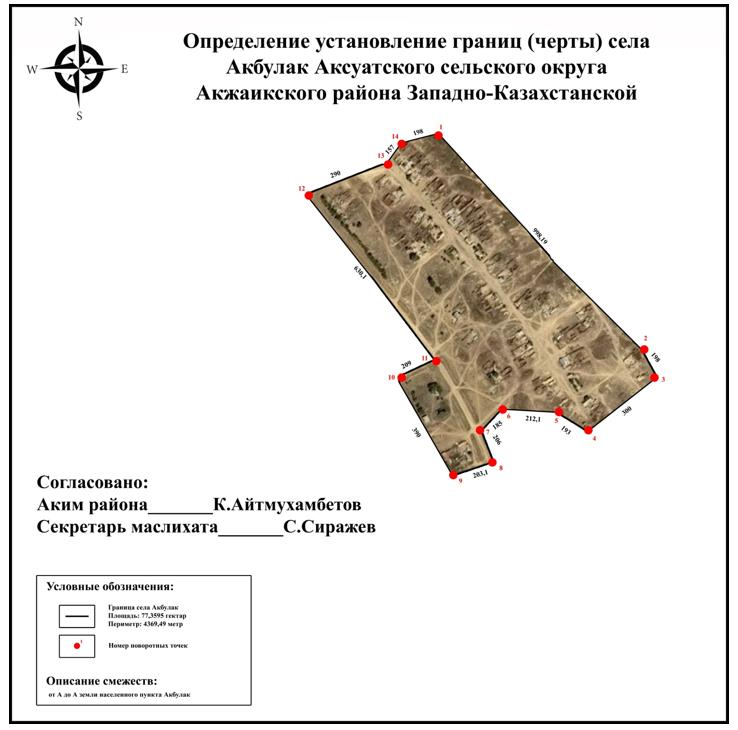 N
W E
S
Определение установление границ (черты) села
Акбулак Аксуатского сельского округа
Акжаикского района Западно-Казахстанской
1
198
14
157
13
290
12
998,19
630,1
2
198
3
11
209
10
300
390
6
212,1
5
185
7
193
4
206
8
203,1
9
Согласовано:
Аким района_______К.Айтмухамбетов
Секретарь маслихата_______С.Сиражев
Условные обозначения:
Граница села Акбулак
Площадь: 77,3595 гектар
Периметр: 4369,49 метр
1
Номер поворотных точек
Описание смежеств:
от А до А земли населенного пункта Акбулак